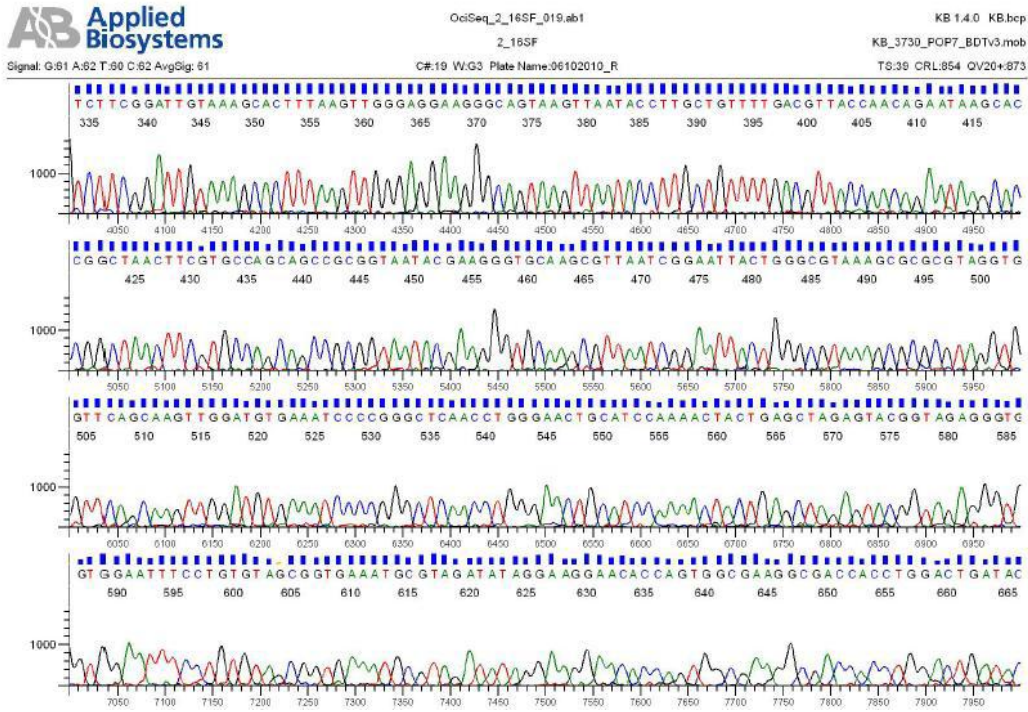 AB Applied Biosystems
OciSeq_2_16SF_019.ab1
KB 1.4.0 KB.bcp
2_16SF
KB_3730_POP7_BDTv3.mob
Signal: G:61 A:62 T:60 C:62 AvgSig: 61
C#:19 W:G3 Plate Name:06102010_R
TS:39 CRL:854 QV20+:873
TCTTCGGATTGTAAAGCACTTTAAGTTGGGAGGAAGGGCAGTAAGTTAATACCTTGCTGTTTTGACGTTACCAACAGAATAAGCAC
335 340 345 350 355 360 365 370 375 380 385 390 395 400 405 410 415
1000
4050 4100 4150 4200 4250 4300 4350 4400 4450 4500 4550 4600 4650 4700 4750 4800 4850 4900 4950
CGGCTAACTTCGTGCCAGCAGCCGCGGTAATACGAAGGGTGCAAGCGTTAATCGGAATTACTGGGCGTAAAGCGCGCGTAGGTG
425 430 435 440 445 450 455 460 465 470 475 480 485 490 495 500
1000
5050 5100 5150 5200 5250 5300 5350 5400 5450 5500 5550 5600 5650 5700 5750 5800 5850 5900 5950
GTTCAGCAAGTTGGATGTGAAATCCCCGGGCTCAACCTGGGAACTGCATCCAAAACTACTGAGCTAGAGTACGGTAGAGGGTG
505 510 515 520 525 530 535 540 545 550 555 560 565 570 575 580 585
1000
6050 6100 6150 6200 6250 6300 6350 6400 6450 6500 6550 6600 6650 6700 6750 6800 6850 6900 6950
GTGGAATTTCCTGTGTAGCGGTGAAATGCGTAGATATAGGAAGGAACACCAGTGGCGAAGGCGACCACCTGGACTGATAC
590 595 600 605 610 615 620 625 630 635 640 645 650 655 660 665
1000
7050 7100 7150 7200 7250 7300 7350 7400 7450 7500 7550 7600 7650 7700 7750 7800 7850 7900 7950